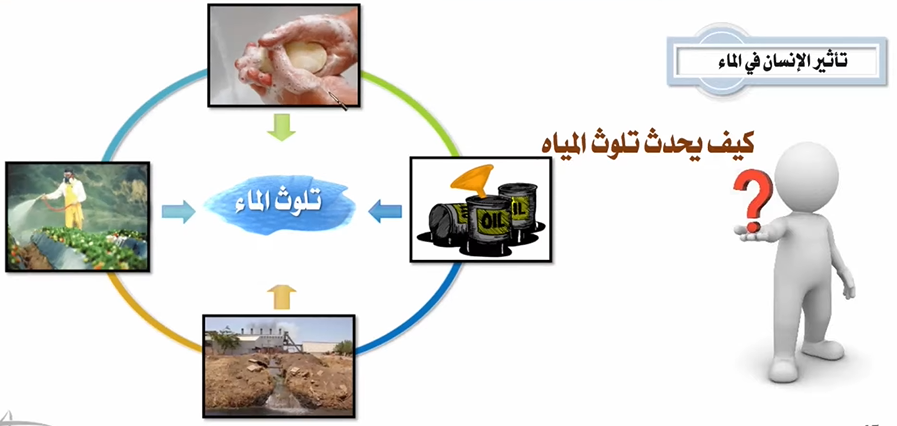 تأثير الإنسان في الماء
كيف يحدث تلوث المياه
?
تلوث الماء
OIL
OIL